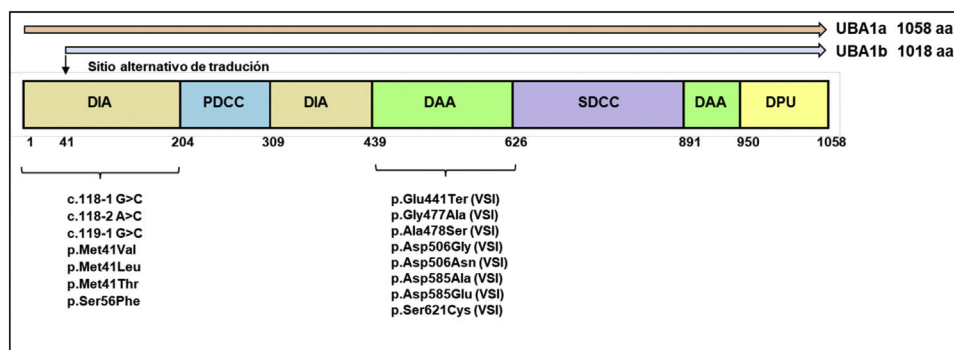 UBA1a 1058 aa
UBA1b 1018 aa
Sitio alternativo de tradución
DIA PDCC DIA DAA SDCC DAA DPU
1 41 204 309 439 626 891 950 1058
c.118-1 G>C
c.118-2 A>C
c.119-1 G>C
p.Met41Val
p.Met41Leu
p.Met41Thr
p.Ser56Phe
p.Glu441Ter (VSI)
p.Gly477Ala (VSI)
p.Ala478Ser (VSI)
p.Asp506Gly (VSI)
p.Asp506Asn (VSI)
p.Asp585Ala (VSI)
p.Asp585Glu (VSI)
p.Ser621Cys (VSI)